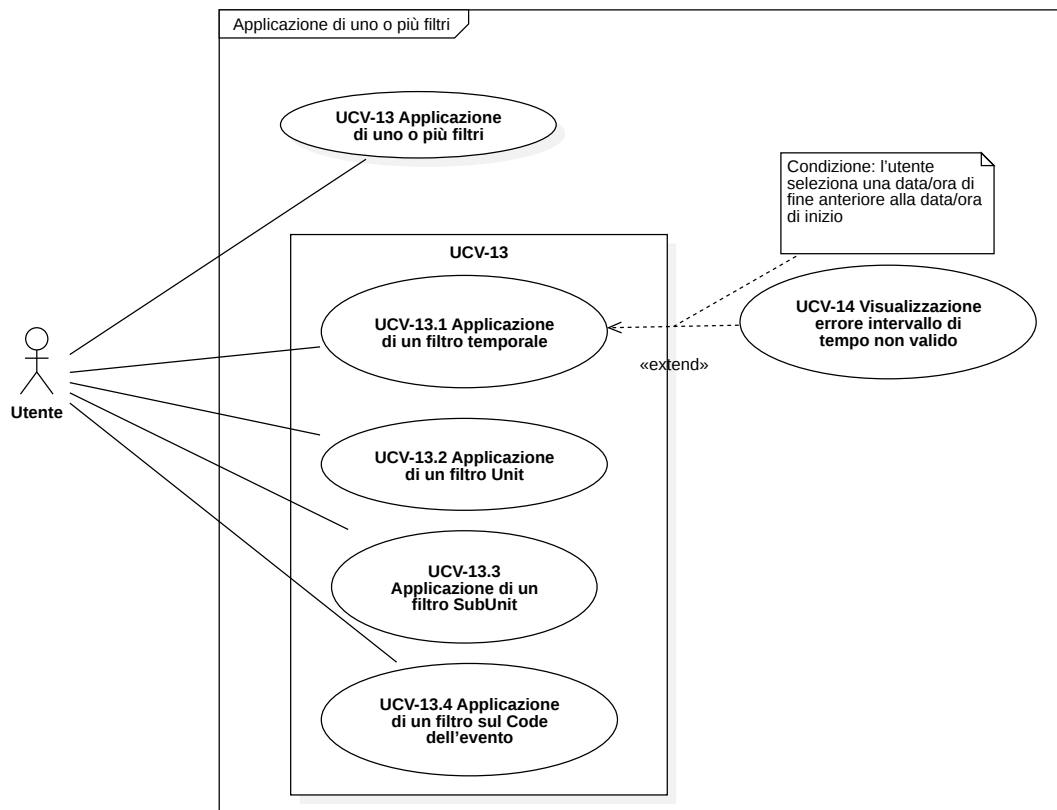 Applicazione di uno o più filtri
UCV-13 Applicazione
di uno o più filtri
Condizione: l'utente
seleziona una data/ora di
fine anteriore alla data/ora
di inizio
UCV-13
UCV-13.1 Applicazione
di un filtro temporale
UCV-14 Visualizzazione
errore intervallo di
tempo non valido
«extend»
Utente
UCV-13.2 Applicazione
di un filtro Unit
UCV-13.3
Applicazione di un
filtro SubUnit
UCV-13.4 Applicazione
di un filtro sul Code
dell'evento